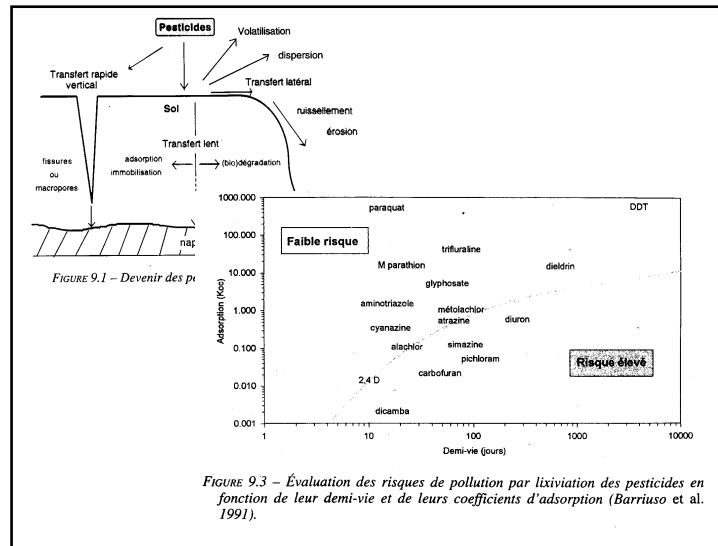 Pesticides
Volatilisation
dispersion
Transfert rapide
vertical
Transfert latéral
Sol
ruissellement
érosion
Transfert lent
fissures
ou
macropores
adsorption
immobilisation
(bio)dégradation
FIGURE 9.1 – Devenir des
Faible risque
Risque élevé
paraquat
DDT
trifluraline
M parathion
dieldrin
glyphosate
aminotriazole
métolachlor
atrazine
diuron
cyanazine
alachlor
simazine
pichloram
carbofuran
2,4 D
dicamba
Adsorption (Koc)
1000.000
100.000
10.000
1.000
0.100
0.010
0.001
1 10 100 1000 10000
Demi-vie (jours)
FIGURE 9.3 – Évaluation des risques de pollution par lixiviation des pesticides en
fonction de leur demi-vie et de leurs coefficients d'adsorption (Barriuso et al.
1991).